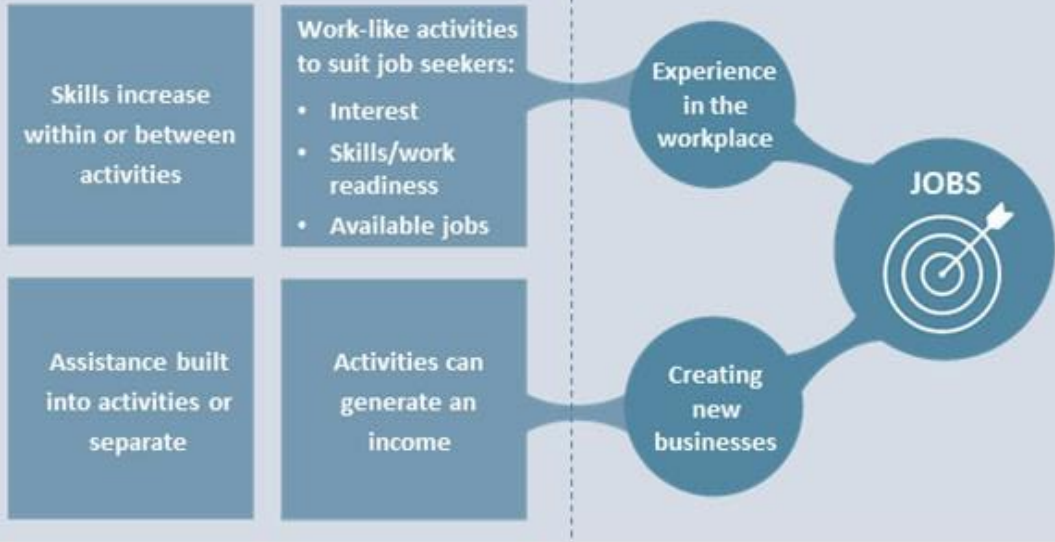 Skills increase
within or between
activities
Work-like activities
to suit job seekers:
• Interest
• Skills/work
readiness
• Available jobs
Experience
in the
workplace
JOBS
Assistance built
into activities or
separate
Activities can
generate an
income
Creating
new
businesses